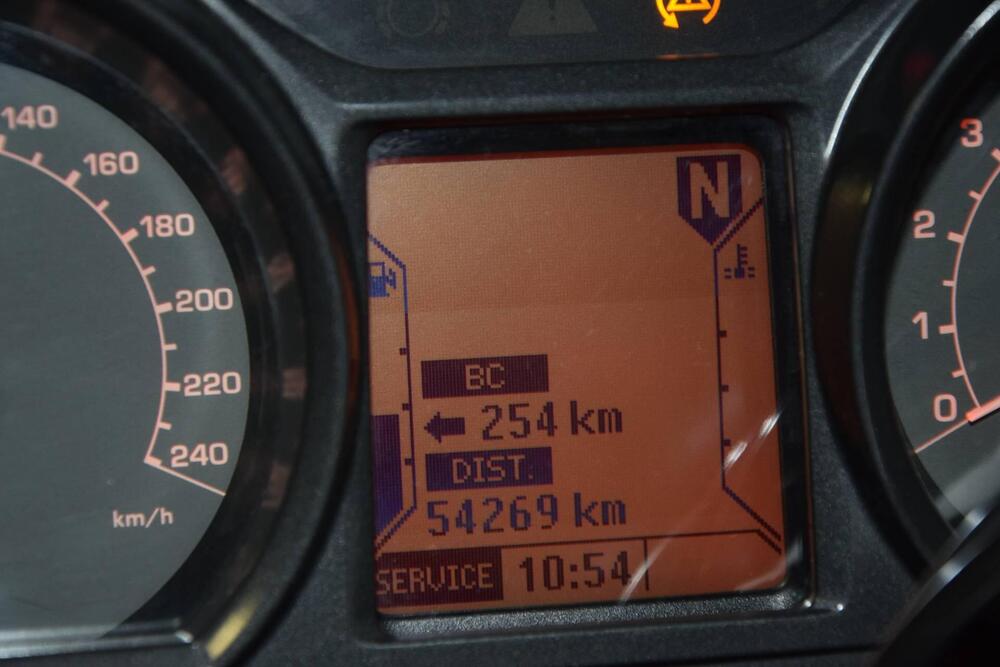 140
160
180
200
220
240
km/h
N
BC
254 km
DIST.
54269 km
SERVICE 10:54
3
2
1
0